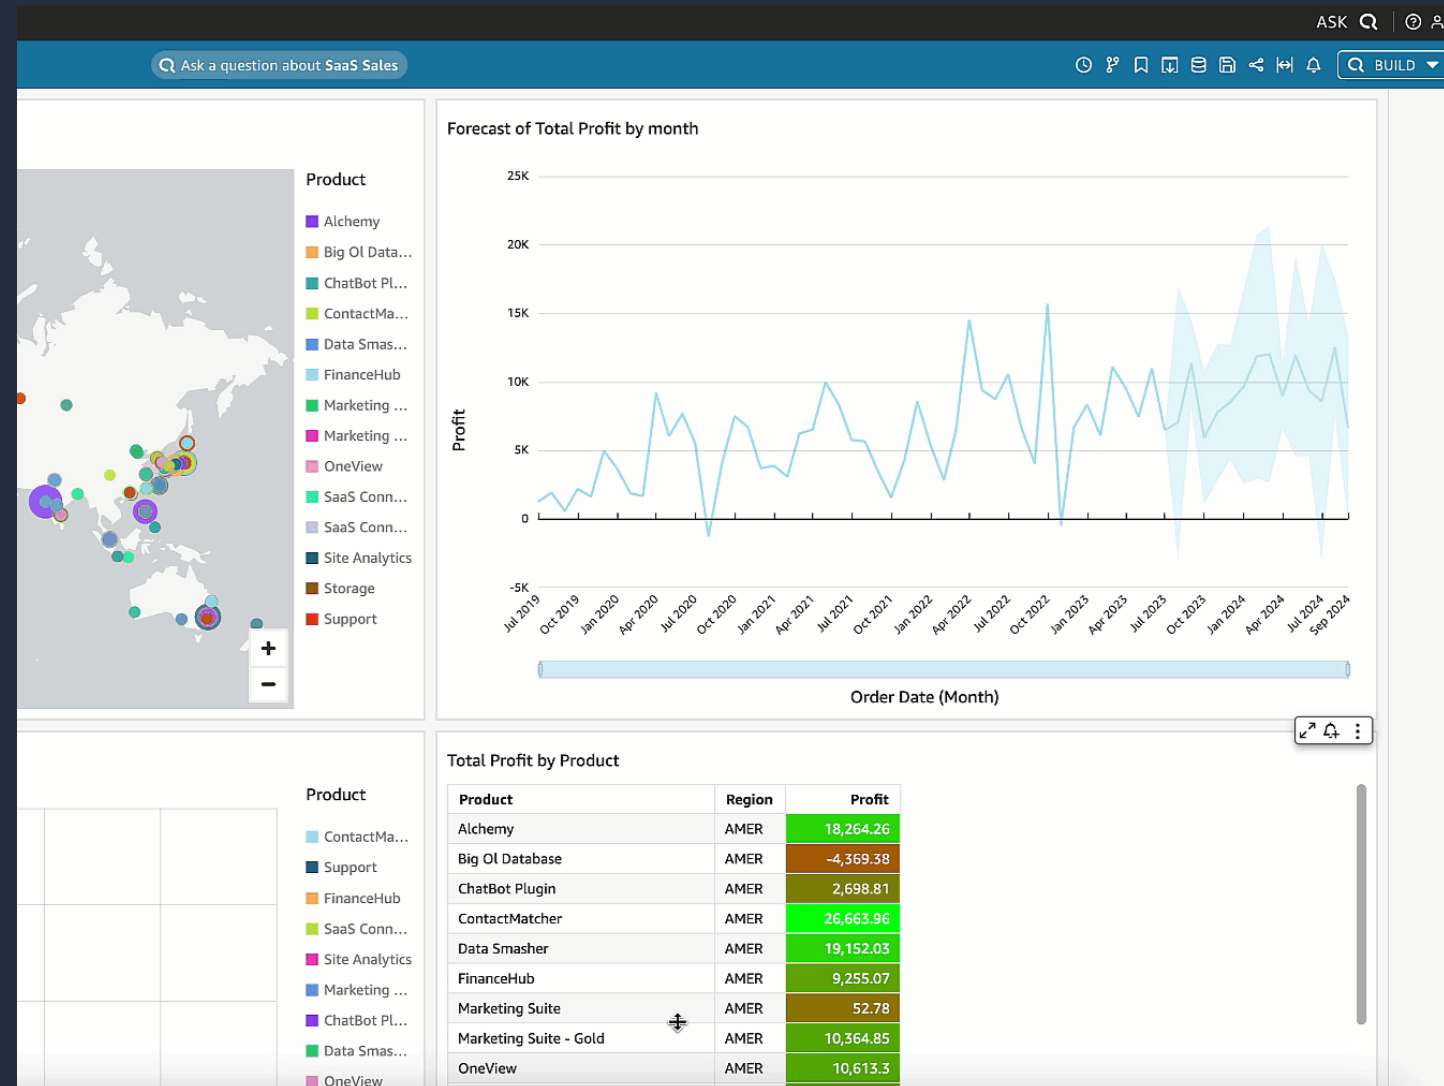 ASK
Ask a question about SaaS Sales
BUILD
Product
Alchemy
Big Ol Data...
ChatBot Pl...
ContactMa...
Data Smas...
FinanceHub
Marketing ...
Marketing ...
OneView
SaaS Conn...
SaaS Conn...
Site Analytics
Storage
Support
+
−
Forecast of Total Profit by month
25K
20K
15K
10K
5K
0
-5K
Profit
Jul 2019
Oct 2019
Jan 2020
Apr 2020
Jul 2020
Oct 2020
Jan 2021
Apr 2021
Jul 2021
Oct 2021
Jan 2022
Apr 2022
Jul 2022
Oct 2022
Jan 2023
Apr 2023
Jul 2023
Oct 2023
Jan 2024
Apr 2024
Jul 2024
Sep 2024
Order Date (Month)
Product
ContactMa...
Support
FinanceHub
SaaS Conn...
Site Analytics
Marketing ...
ChatBot Pl...
Data Smas...
OneView
Total Profit by Product
Product Region Profit
Alchemy AMER 18,264.26
Big Ol Database AMER -4,369.38
ChatBot Plugin AMER 2,698.81
ContactMatcher AMER 26,663.96
Data Smasher AMER 19,152.03
FinanceHub AMER 9,255.07
Marketing Suite AMER 52.78
Marketing Suite - Gold AMER 10,364.85
OneView AMER 10,613.3